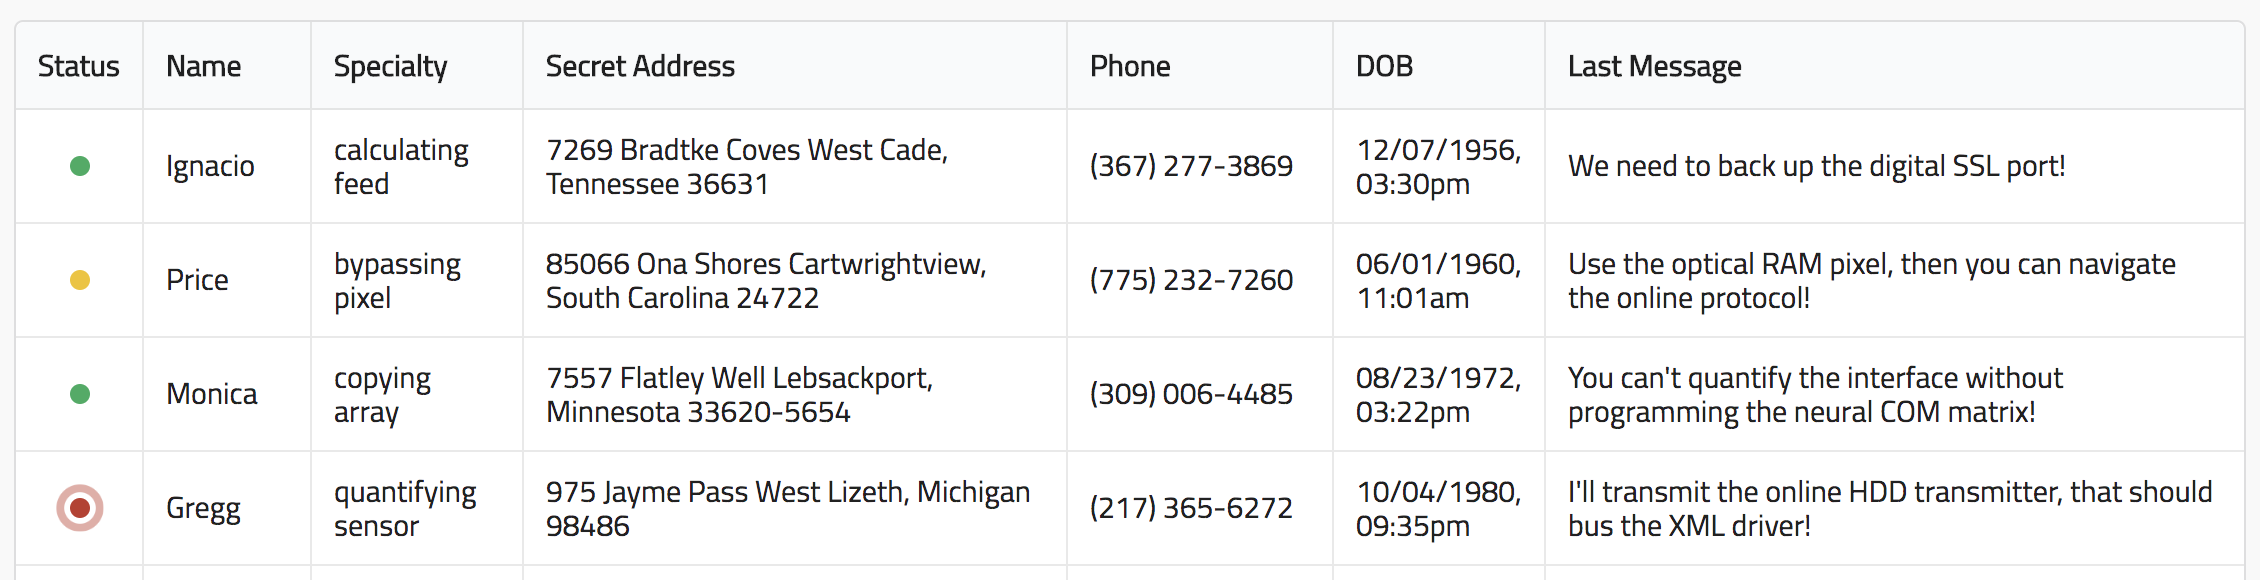 Status Name Specialty Secret Address Phone DOB Last Message
Ignacio
calculating
feed
7269 Bradtke Coves West Cade,
Tennessee 36631
(367) 277-3869
12/07/1956,
03:30pm
We need to back up the digital SSL port!
Price
bypassing
pixel
85066 Ona Shores Cartwrightview,
South Carolina 24722
(775) 232-7260
06/01/1960,
11:01am
Use the optical RAM pixel, then you can navigate
the online protocol!
Monica
copying
array
7557 Flatley Well Lebsackport,
Minnesota 33620-5654
(309) 006-4485
08/23/1972,
03:22pm
You can't quantify the interface without
programming the neural COM matrix!
Gregg
quantifying
sensor
975 Jayme Pass West Lizeth, Michigan
98486
(217) 365-6272
10/04/1980,
09:35pm
I'll transmit the online HDD transmitter, that should
bus the XML driver!